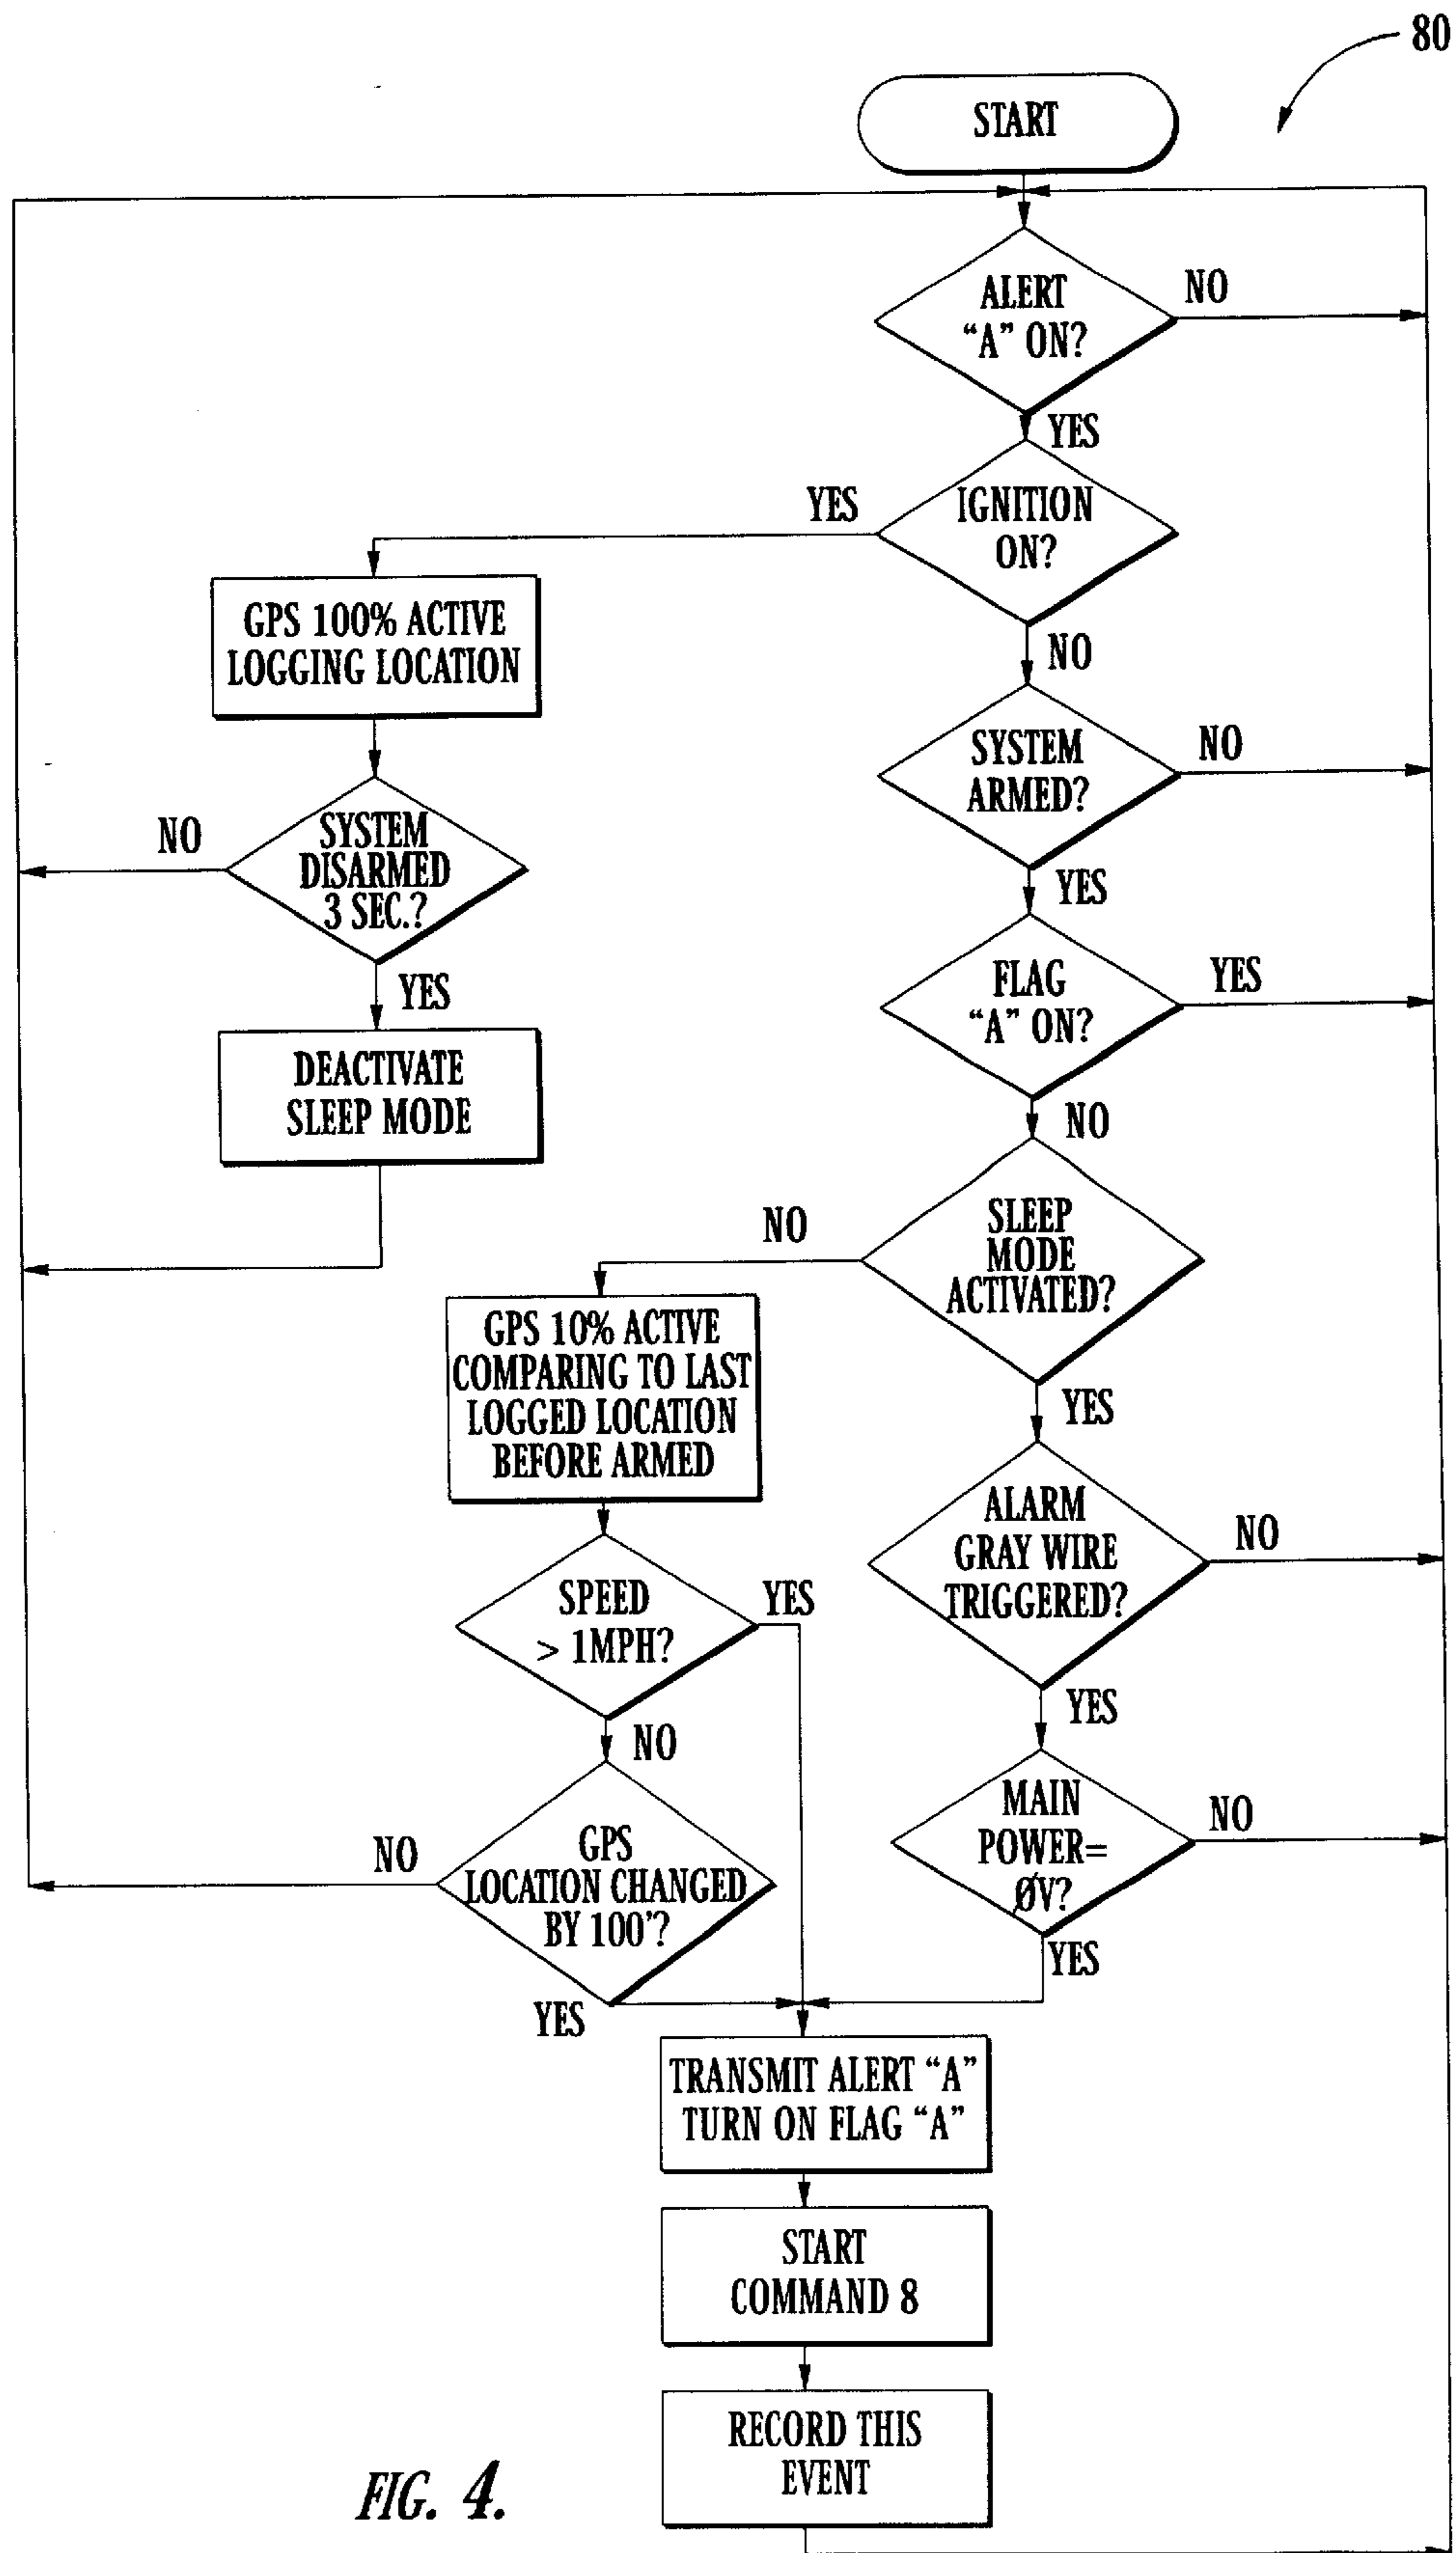 80
START
ALERT
“A” ON?
NO
YES
IGNITION
ON?
YES
NO
GPS 100% ACTIVE
LOGGING LOCATION
SYSTEM
ARMED?
NO
YES
SYSTEM
DISARMED
3 SEC.?
NO
YES
FLAG
“A” ON?
YES
NO
DEACTIVATE
SLEEP MODE
SLEEP
MODE
ACTIVATED?
NO
YES
GPS 10% ACTIVE
COMPARING TO LAST
LOGGED LOCATION
BEFORE ARMED
ALARM
GRAY WIRE
TRIGGERED?
NO
YES
SPEED
> 1MPH?
YES
NO
MAIN
POWER=
ØV?
NO
YES
GPS
LOCATION CHANGED
BY 100'?
NO
YES
TRANSMIT ALERT “A”
TURN ON FLAG “A”
START
COMMAND 8
RECORD THIS
EVENT
FIG. 4.